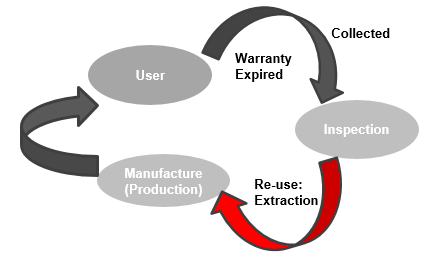 Collected
User
Warranty
Expired
Inspection
Manufacture
(Production)
Re-use:
Extraction